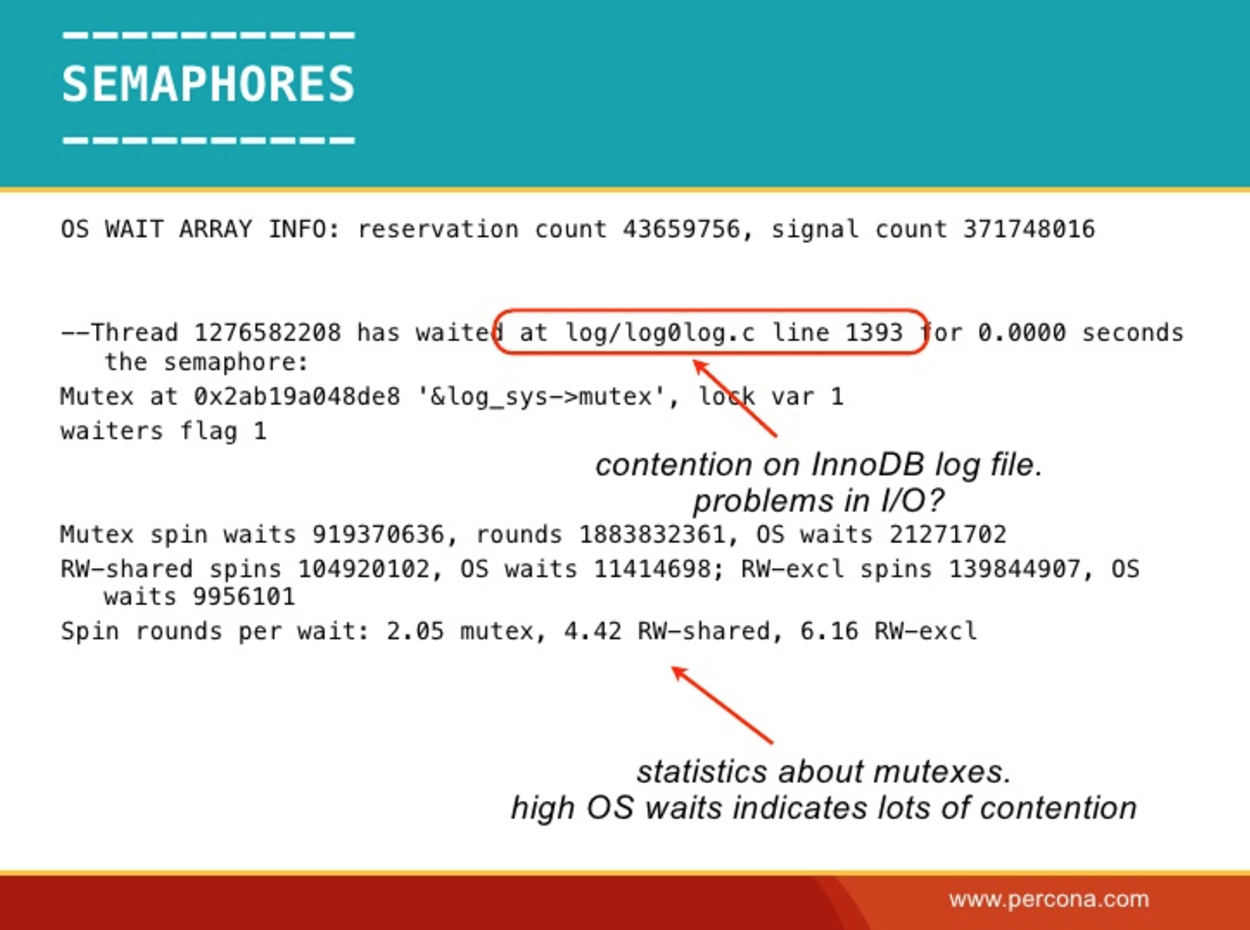 ----------
SEMAPHORES
----------
OS WAIT ARRAY INFO: reservation count 43659756, signal count 371748016
--Thread 1276582208 has waited at log/log0log.c line 1393 for 0.0000 seconds
the semaphore:
Mutex at 0x2ab19a048de8 '&log_sys->mutex', lock var 1
waiters flag 1
contention on InnoDB log file.
problems in I/O?
Mutex spin waits 919370636, rounds 1883832361, OS waits 21271702
RW-shared spins 104920102, OS waits 11414698; RW-excl spins 139844907, OS
waits 9956101
Spin rounds per wait: 2.05 mutex, 4.42 RW-shared, 6.16 RW-excl
statistics about mutexes.
high OS waits indicates lots of contention
www.percona.com